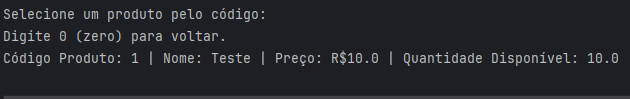 Selecione um produto pelo código:
Digite 0 (zero) para voltar.
Código Produto: 1 | Nome: Teste | Preço: R$10.0 | Quantidade Disponível: 10.0